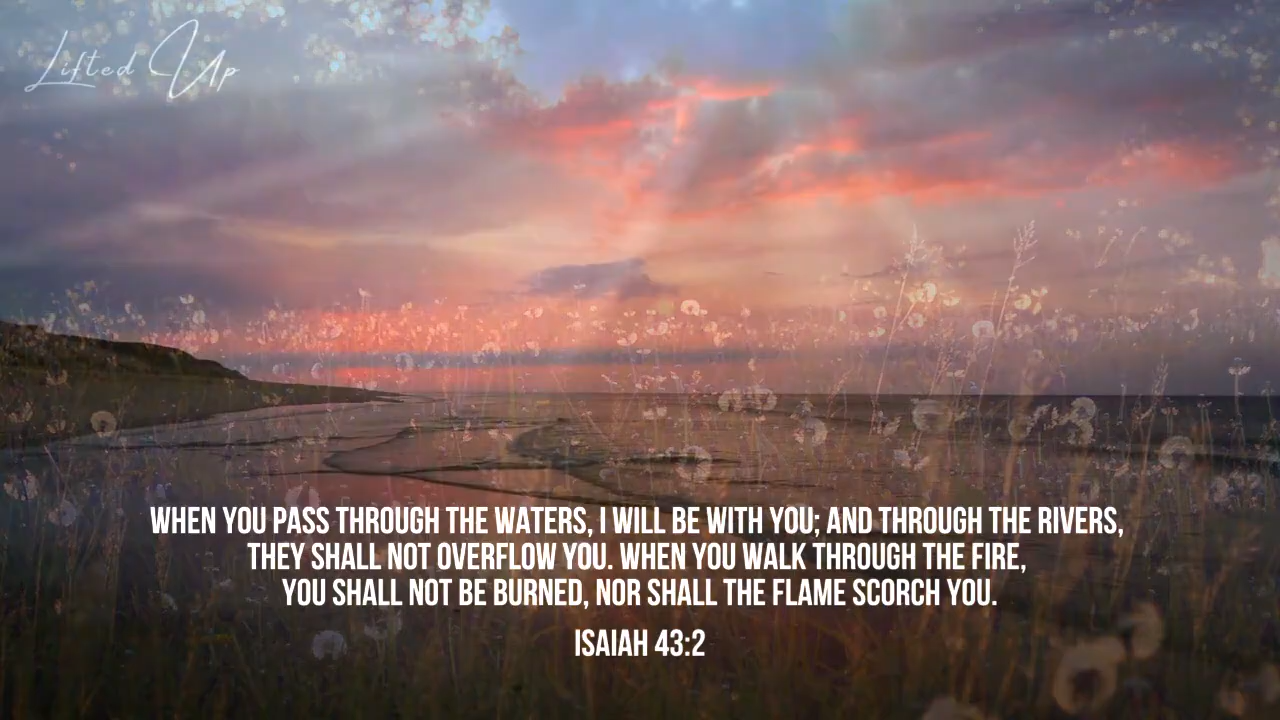 Lifted Up
WHEN YOU PASS THROUGH THE WATERS, I WILL BE WITH YOU; AND THROUGH THE RIVERS,
THEY SHALL NOT OVERFLOW YOU. WHEN YOU WALK THROUGH THE FIRE,
YOU SHALL NOT BE BURNED, NOR SHALL THE FLAME SCORCH YOU.
ISAIAH 43:2